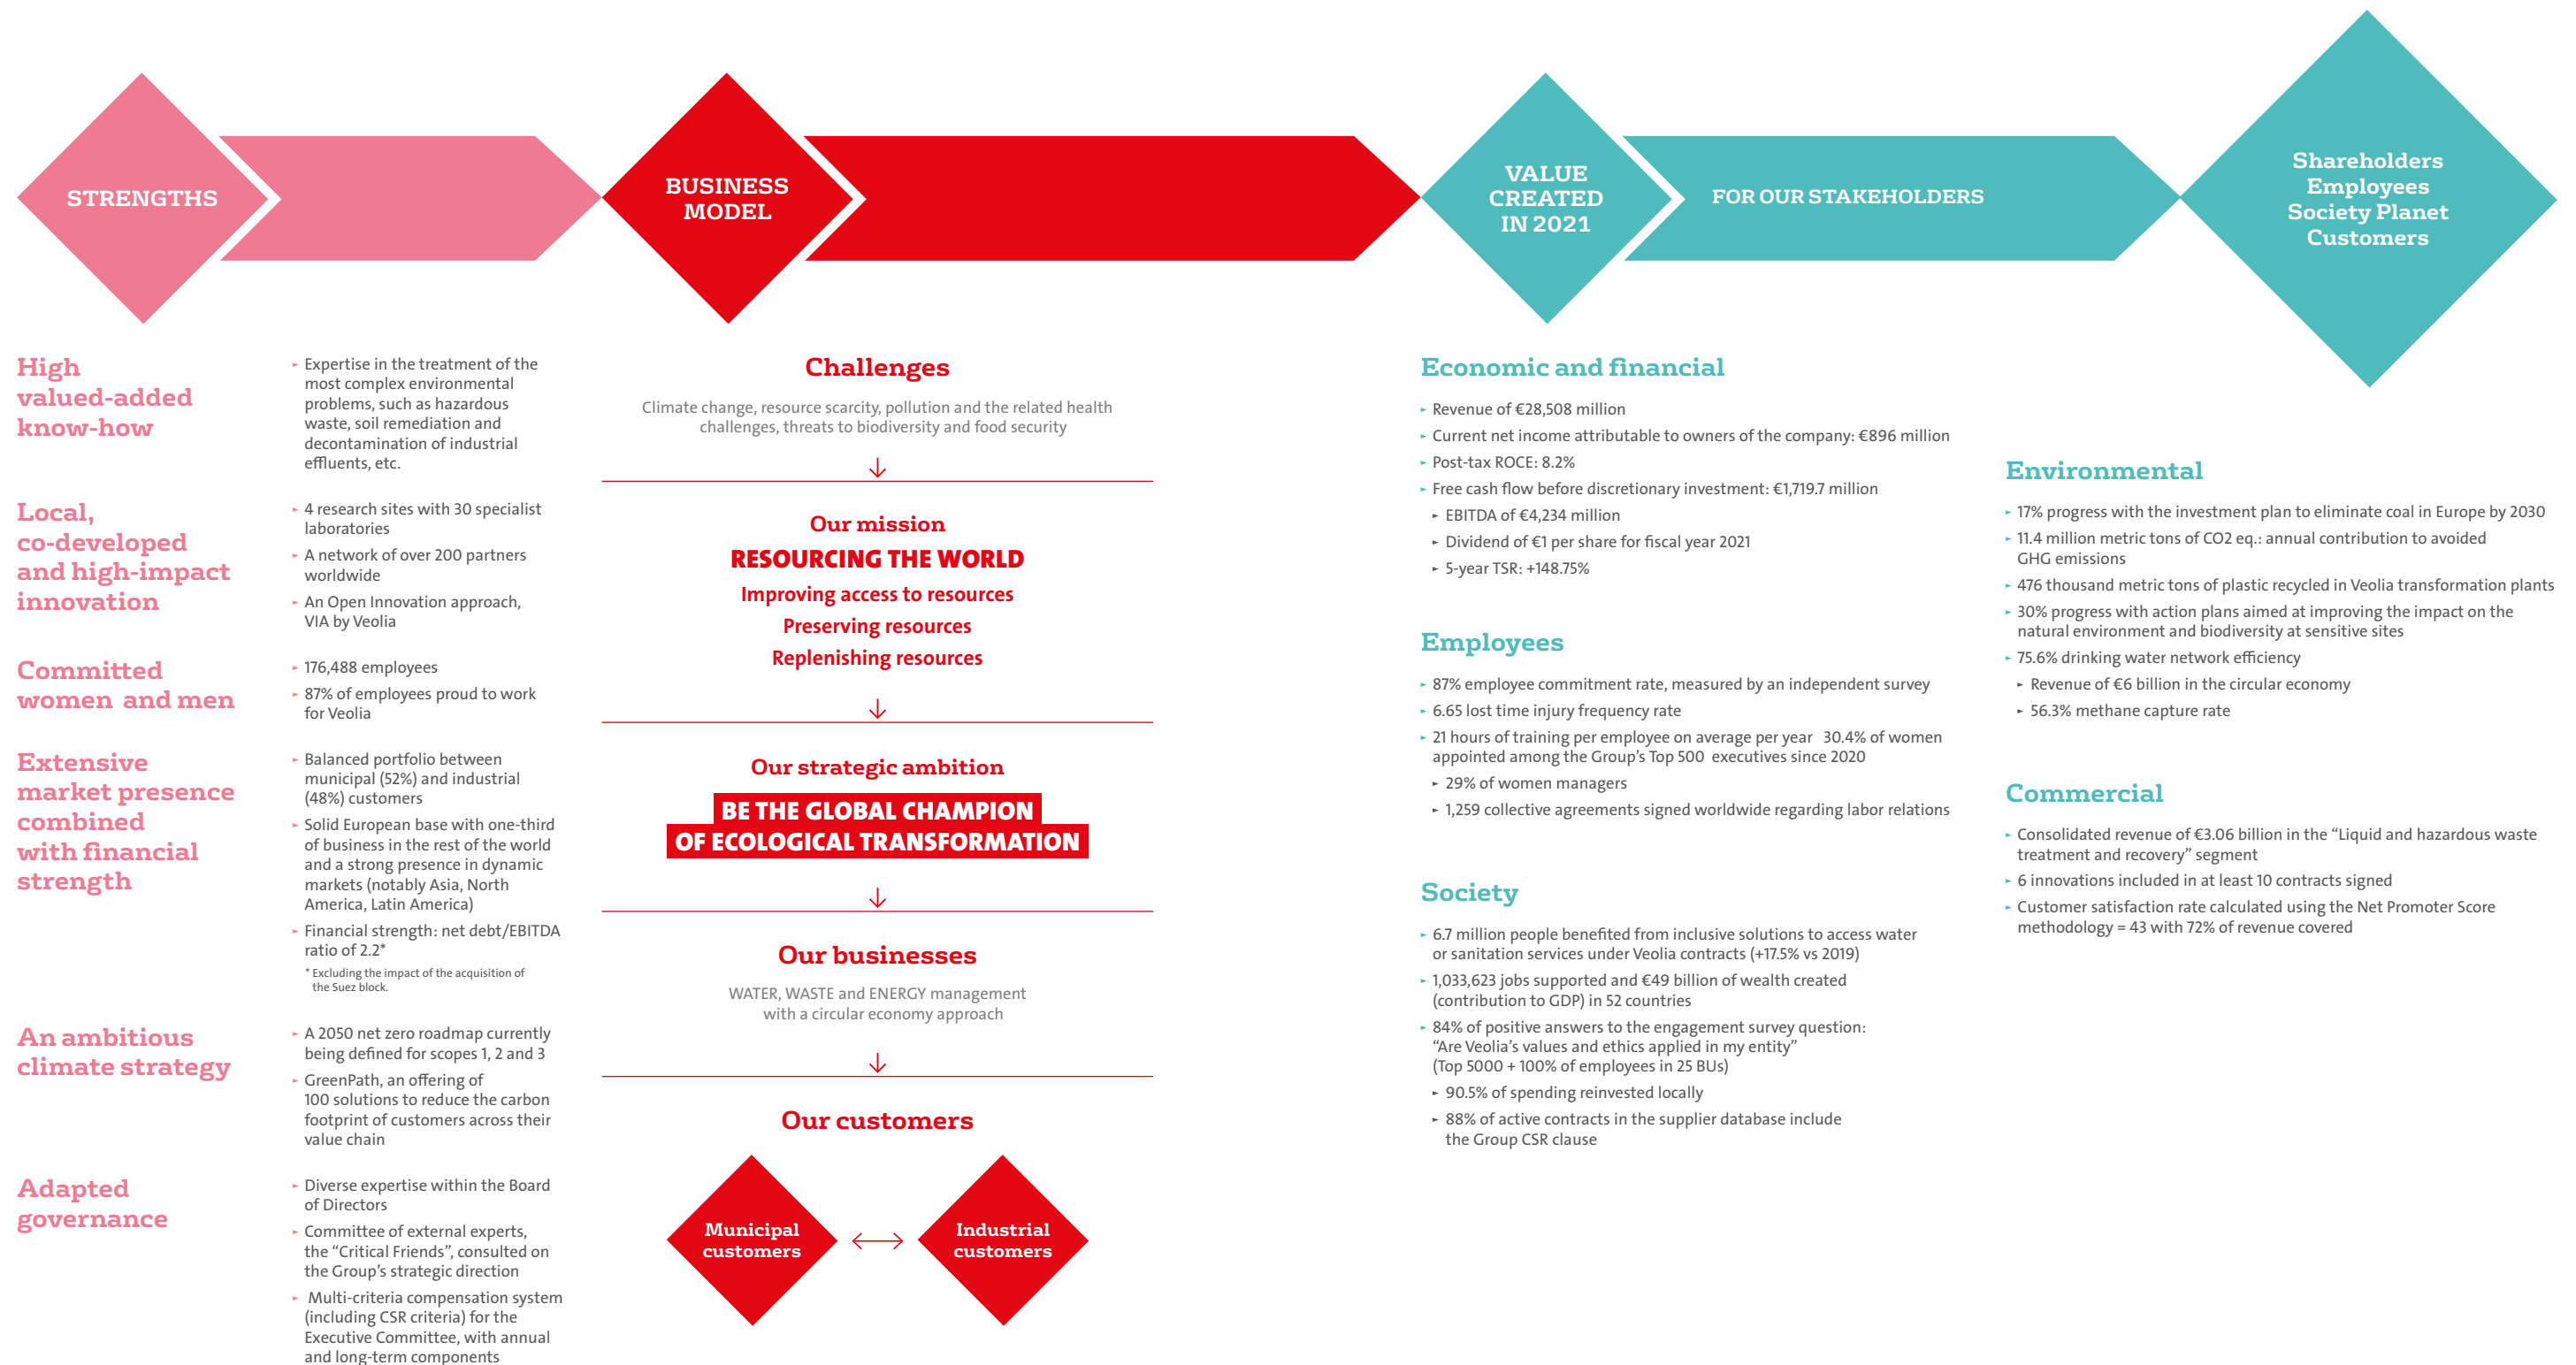 STRENGTHS
BUSINESS
MODEL
VALUE
CREATED
IN 2021
FOR OUR STAKEHOLDERS
Shareholders
Employees
Society Planet
Customers
High
valued-added
know-how
► Expertise in the treatment of the
most complex environmental
problems, such as hazardous
waste, soil remediation and
decontamination of industrial
effluents, etc.
Local,
co-developed
and high-impact
innovation
► 4 research sites with 30 specialist
laboratories
► A network of over 200 partners
worldwide
► An Open Innovation approach,
VIA by Veolia
Committed
women and men
► 176,488 employees
► 87% of employees proud to work
for Veolia
Extensive
market presence
combined
with financial
strength
► Balanced portfolio between
municipal (52%) and industrial
(48%) customers
► Solid European base with one-third
of business in the rest of the world
and a strong presence in dynamic
markets (notably Asia, North
America, Latin America)
► Financial strength: net debt/EBITDA
ratio of 2.2*
* Excluding the impact of the acquisition of
the Suez block.
An ambitious
climate strategy
► A 2050 net zero roadmap currently
being defined for scopes 1, 2 and 3
► GreenPath, an offering of
100 solutions to reduce the carbon
footprint of customers across their
value chain
Adapted
governance
► Diverse expertise within the Board
of Directors
► Committee of external experts,
the “Critical Friends”, consulted on
the Group’s strategic direction
► Multi-criteria compensation system
(including CSR criteria) for the
Executive Committee, with annual
and long-term components
Challenges
Climate change, resource scarcity, pollution and the related health
challenges, threats to biodiversity and food security
Our mission
RESOURCING THE WORLD
Improving access to resources
Preserving resources
Replenishing resources
Our strategic ambition
BE THE GLOBAL CHAMPION
OF ECOLOGICAL TRANSFORMATION
Our businesses
WATER, WASTE and ENERGY management
with a circular economy approach
Our customers
Municipal
customers
Industrial
customers
Economic and financial
► Revenue of €28,508 million
► Current net income attributable to owners of the company: €896 million
► Post-tax ROCE: 8.2%
► Free cash flow before discretionary investment: €1,719.7 million
► EBITDA of €4,234 million
► Dividend of €1 per share for fiscal year 2021
► 5-year TSR: +148.75%
Employees
► 87% employee commitment rate, measured by an independent survey
► 6.65 lost time injury frequency rate
► 21 hours of training per employee on average per year 30.4% of women
appointed among the Group’s Top 500 executives since 2020
► 29% of women managers
► 1,259 collective agreements signed worldwide regarding labor relations
Society
► 6.7 million people benefited from inclusive solutions to access water
or sanitation services under Veolia contracts (+17.5% vs 2019)
► 1,033,623 jobs supported and €49 billion of wealth created
(contribution to GDP) in 52 countries
► 84% of positive answers to the engagement survey question:
“Are Veolia’s values and ethics applied in my entity”
(Top 5000 + 100% of employees in 25 BUs)
► 90.5% of spending reinvested locally
► 88% of active contracts in the supplier database include
the Group CSR clause
Environmental
► 17% progress with the investment plan to eliminate coal in Europe by 2030
► 11.4 million metric tons of CO2 eq.: annual contribution to avoided
GHG emissions
► 476 thousand metric tons of plastic recycled in Veolia transformation plants
► 30% progress with action plans aimed at improving the impact on the
natural environment and biodiversity at sensitive sites
► 75.6% drinking water network efficiency
► Revenue of €6 billion in the circular economy
► 56.3% methane capture rate
Commercial
► Consolidated revenue of €3.06 billion in the “Liquid and hazardous waste
treatment and recovery” segment
► 6 innovations included in at least 10 contracts signed
► Customer satisfaction rate calculated using the Net Promoter Score
methodology = 43 with 72% of revenue covered